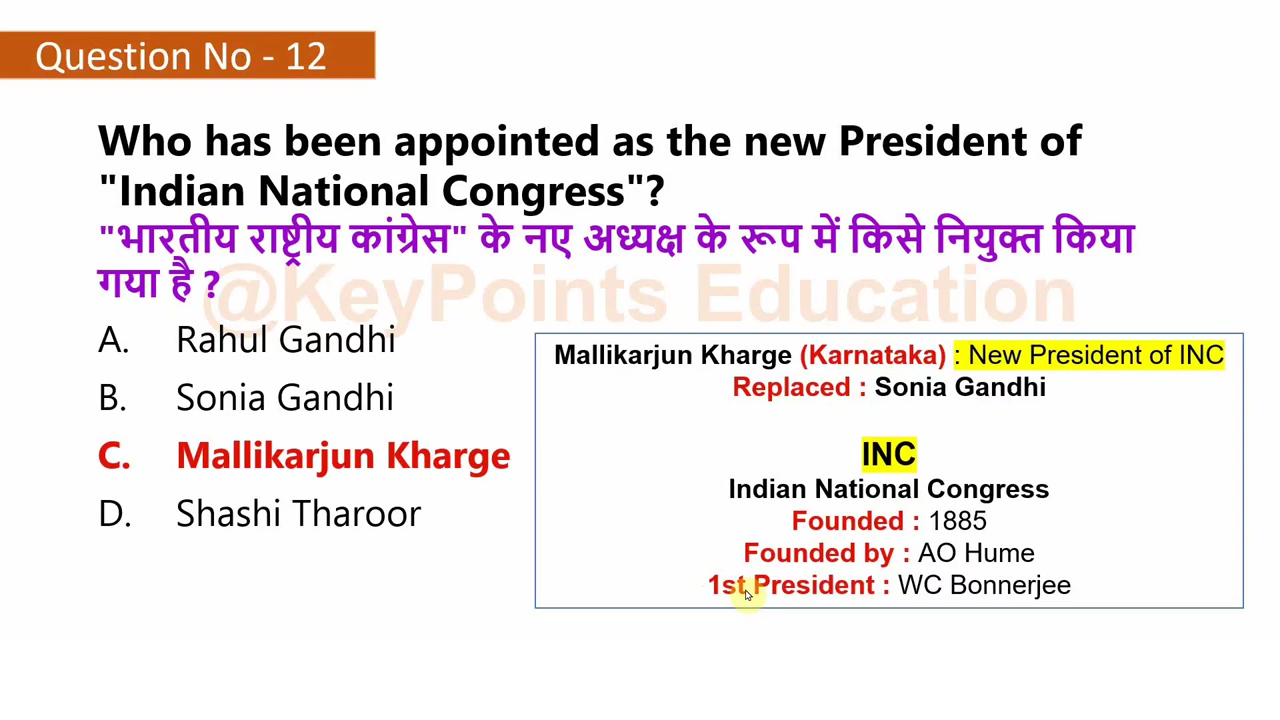 Question No - 12
Who has been appointed as the new President of
"Indian National Congress"?
"भारतीय राष्ट्रीय कांग्रेस" के नए अध्यक्ष के रूप में किसे नियुक्त किया
गया है ?
@KeyPoints Education
A. Rahul Gandhi
B. Sonia Gandhi
C. Mallikarjun Kharge
D. Shashi Tharoor
Mallikarjun Kharge (Karnataka) : New President of INC
Replaced : Sonia Gandhi
INC
Indian National Congress
Founded : 1885
Founded by : AO Hume
1st President : WC Bonnerjee